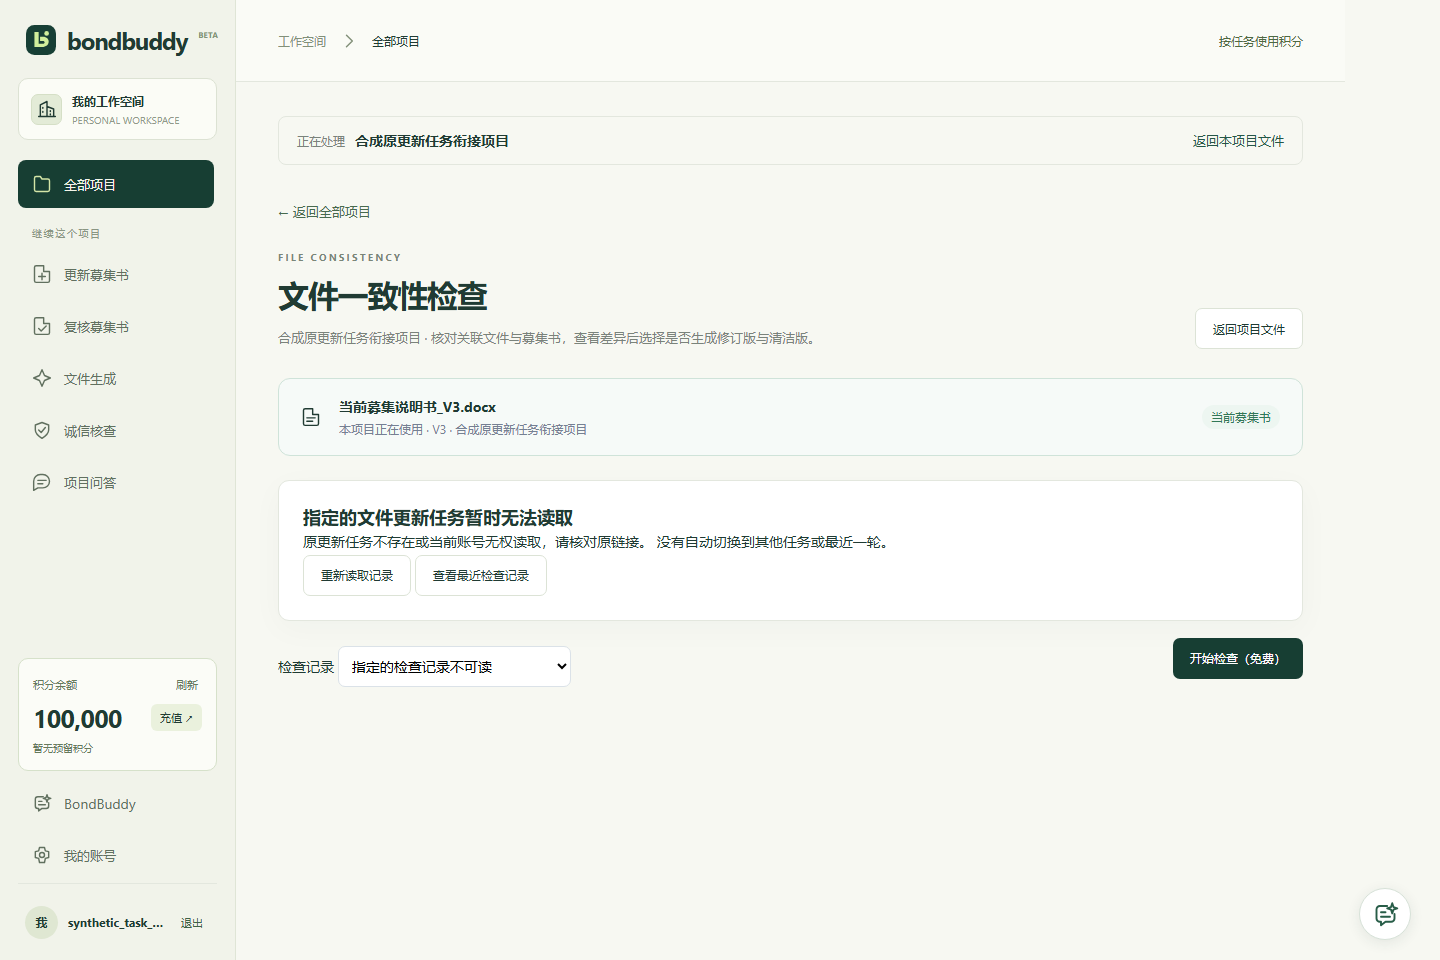 bondbuddy BETA
我的工作空间
PERSONAL WORKSPACE
全部项目
继续这个项目
更新募集书
复核募集书
文件生成
诚信核查
项目问答
积分余额 刷新
100,000 充值 ↗
暂无预留积分
BondBuddy
我的账号
我 synthetic_task_... 退出
工作空间 全部项目 按任务使用积分
正在处理 合成原更新任务衔接项目 返回本项目文件
← 返回全部项目
FILE CONSISTENCY
文件一致性检查
合成原更新任务衔接项目 · 核对关联文件与募集书，查看差异后选择是否生成修订版与清洁版。
返回项目文件
当前募集说明书_V3.docx
本项目正在使用 · V3 · 合成原更新任务衔接项目
当前募集书
指定的文件更新任务暂时无法读取
原更新任务不存在或当前账号无权读取，请核对原链接。 没有自动切换到其他任务或最近一轮。
重新读取记录 查看最近检查记录
检查记录 指定的检查记录不可读 开始检查（免费）